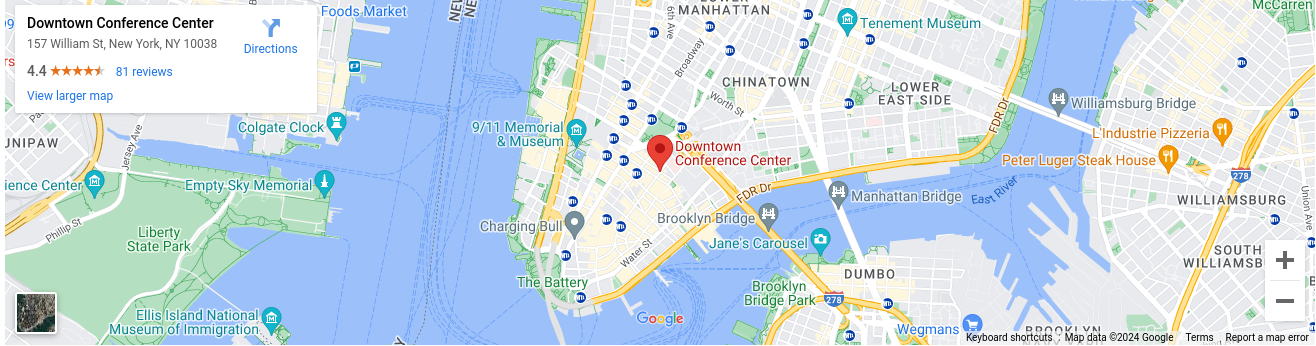 Downtown Conference Center
157 William St, New York, NY 10038
Directions
4.4
81 reviews
View larger map
Foods Market
MANHATTAN
6th Ave
Broadway
Tenement Museum
McCarren
CHINATOWN
Worth St
LOWER
EAST SIDE
FDR Dr
Williamsburg Bridge
L'Industrie Pizzeria
Peter Luger Steak House
278
WILLIAMSBURG
Union Ave
SOUTH
WILLIAMSB
Colgate Clock
Jersey Ave
UNIPAW
ience Center
Empty Sky Memorial
Phillip St
Liberty
State Park
Ellis Island National
Museum of Immigration
9/11 Memorial
& Museum
Downtown
Conference Center
FDR Dr
Manhattan Bridge
East River
Brooklyn Bridge
Charging Bull
Water St
Jane's Carousel
The Battery
DUMBO
Brooklyn
Bridge Park
278
Wegmans
BROOKLYN
Google
Keyboard shortcuts
Map data ©2024 Google
Terms
Report a map error